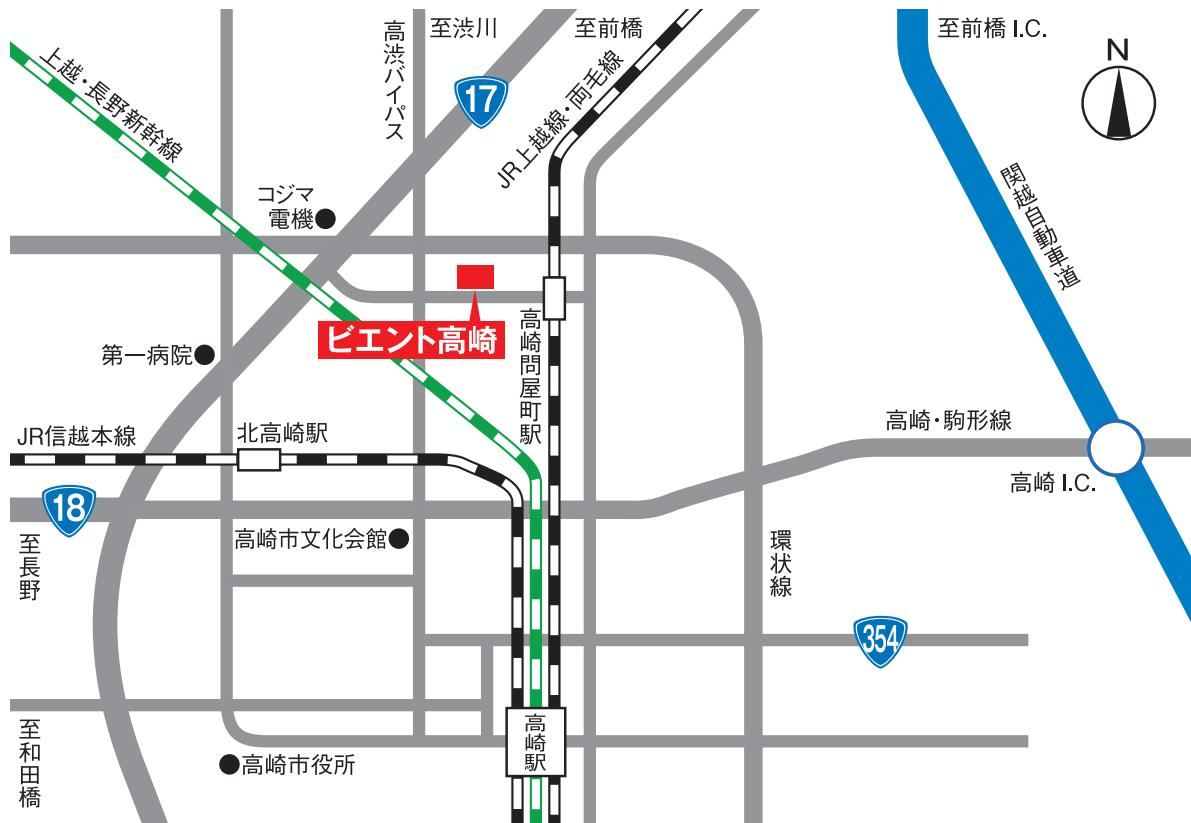 至渋川
至前橋
至前橋 I.C.
N
高渋バイパス
17
上越・長野新幹線
JR上越線・両毛線
関越自動車道
コジマ
電機
ビエント高崎
高崎問屋町駅
第一病院
JR信越本線
北高崎駅
高崎・駒形線
高崎 I.C.
18
至長野
高崎市文化会館
環状線
354
至和田橋
高崎駅
高崎市役所